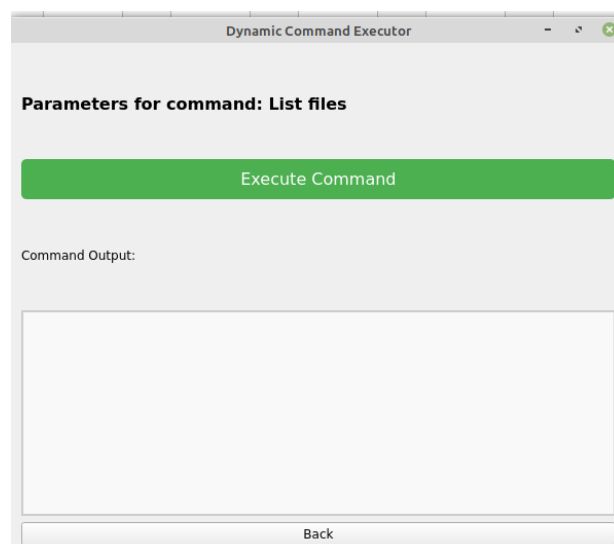 Dynamic Command Executor
Parameters for command: List files
Execute Command
Command Output:
Back